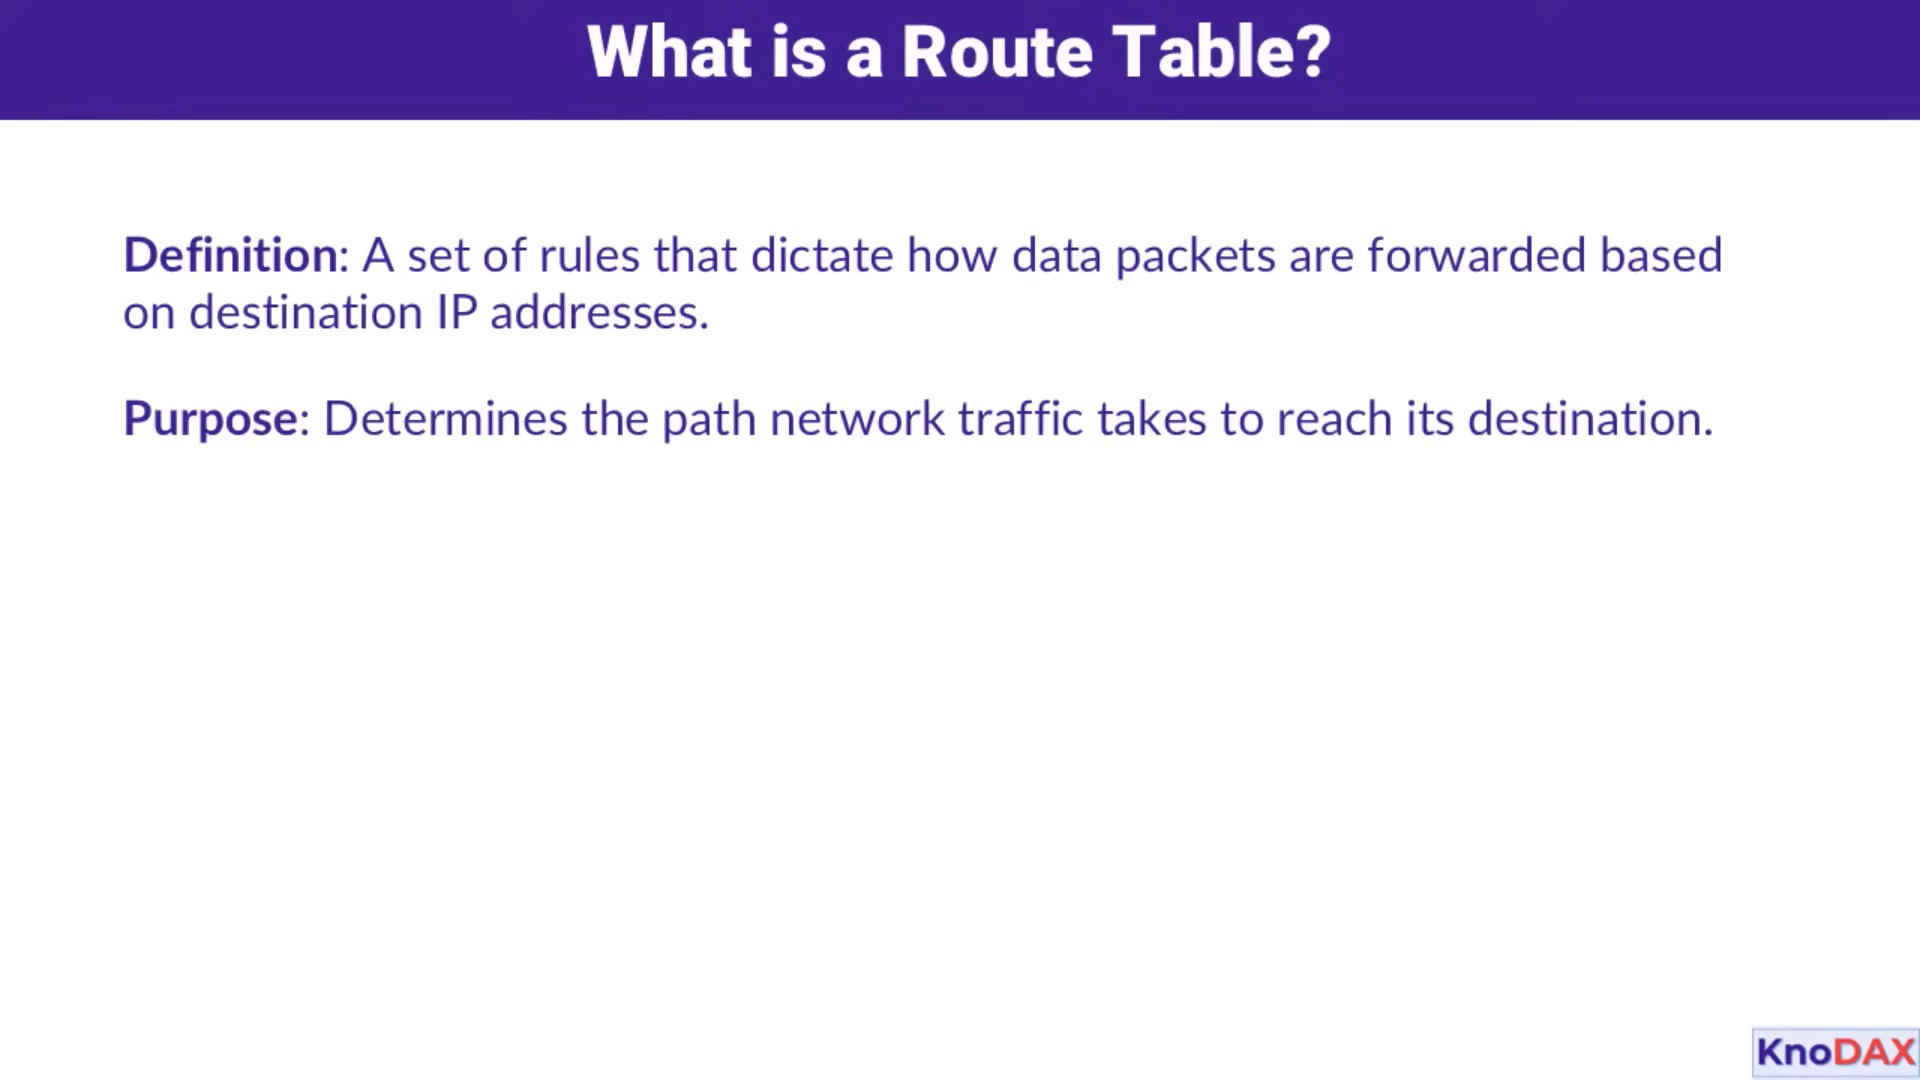 What is a Route Table?
Definition: A set of rules that dictate how data packets are forwarded based
on destination IP addresses.
Purpose: Determines the path network traffic takes to reach its destination.
KnoDAX